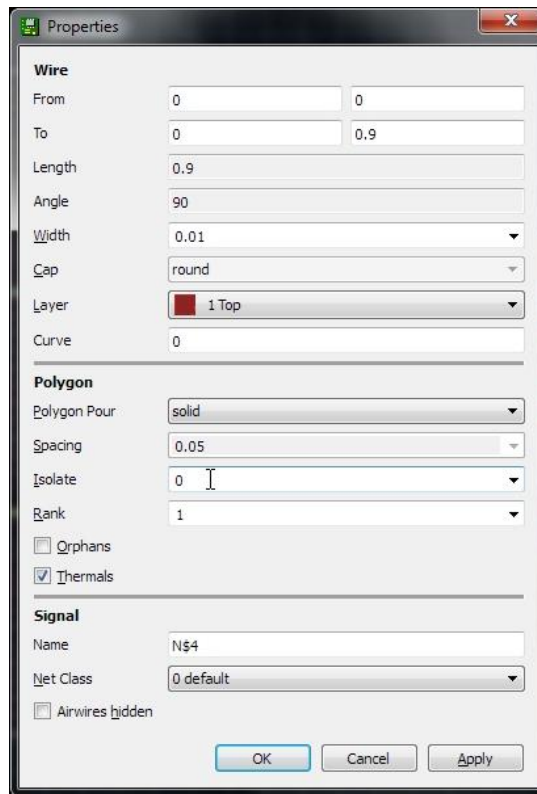 Properties
Wire
From 0 0
To 0 0.9
Length 0.9
Angle 90
Width 0.01
Cap round
Layer 1 Top
Curve 0
Polygon
Polygon Pour solid
Spacing 0.05
Isolate 0
Rank 1
Orphans
Thermals
Signal
Name N$4
Net Class 0 default
Airwires hidden
OK Cancel Apply